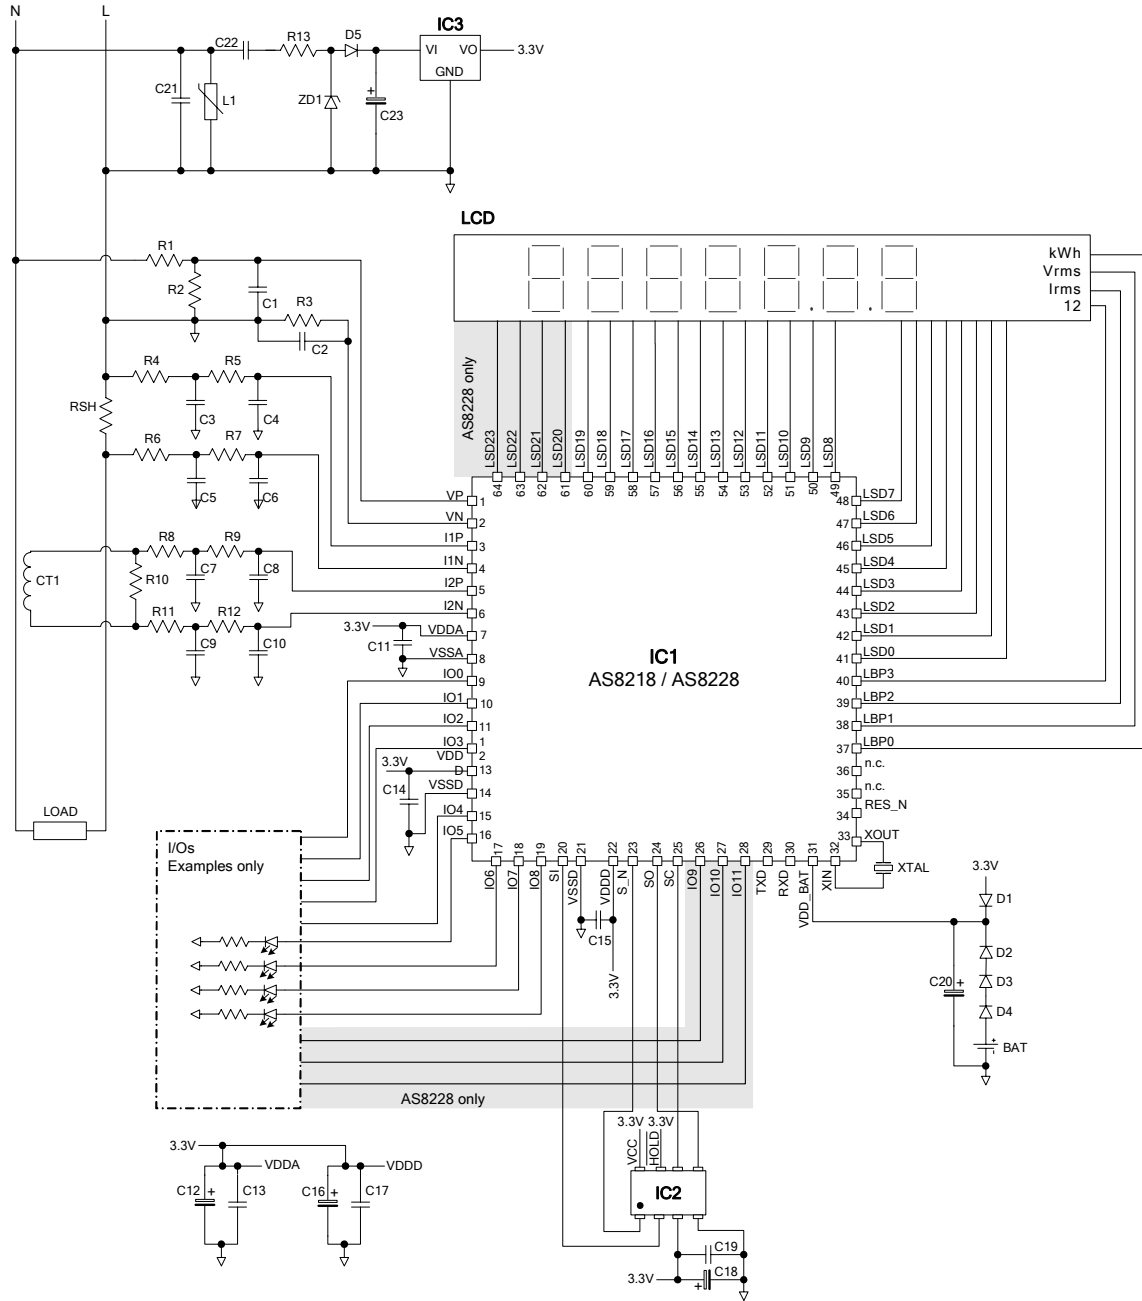 N L
IC3
C22 R13 D5
VI VO 3.3V
GND
C21 L1 ZD1 + C23
LCD
kWh
Vrms
Irms
12
R1
R2
C1 R3
C2
R4 R5
RSH
C3 C4
R6 R7
C5 C6
R8 R9
CT1 R10 C7 C8
R11 R12
C9 C10
3.3V
C11
AS8228 only
LSD23 LSD22 LSD21 LSD20 LSD19 LSD18 LSD17 LSD16 LSD15 LSD14 LSD13 LSD12 LSD11 LSD10 LSD9 LSD8
64 63 62 61 60 59 58 57 56 55 54 53 52 51 50 49
VP 1
VN 2
I1P 3
I1N 4
I2P 5
I2N 6
VDDA 7
VSSA 8
IO0 9
IO1 10
IO2 11
IO3 1
VDD 2
3.3V D 13
C14 VSSD 14
IO4 15
IO5 16
IC1
AS8218 / AS8228
48 LSD7
47 LSD6
46 LSD5
45 LSD4
44 LSD3
43 LSD2
42 LSD1
41 LSD0
40 LBP3
39 LBP2
38 LBP1
37 LBP0
36 n.c.
35 n.c.
34 RES_N
33 XOUT
XTAL
17 18 19 20 21 22 23 24 25 26 27 28 29 30 31 32
IO6 IO7 IO8 SI VSSD VDDD S_N SO SC IO9 IO10 IO11 TXD RXD VDD_BAT XIN
LOAD
I/Os
Examples only
C15
3.3V
3.3V
D1
D2
C20 + D3
D4
+ BAT
-
AS8228 only
3.3V 3.3V
VCC HOLD
IC2
C19
3.3V + C18
3.3V VDDA VDDD
C12 + C13 C16 + C17